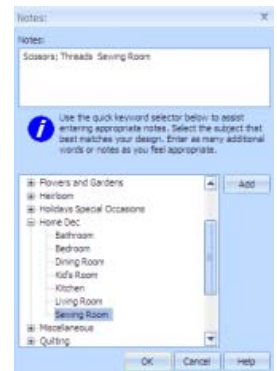 Notes:
Notes:
Scissors; Threads Sewing Room
Use the quick keyword selector below to assist
entering appropriate notes. Select the subject that
best matches your design. Enter as many additional
words or notes as you feel appropriate.
Flowers and Gardens
Add
Heirloom
Holidays Special Occasions
Home Dec
Bathroom
Bedroom
Dining Room
Kid's Room
Kitchen
Living Room
Sewing Room
Miscellaneous
Quilting
OK Cancel Help